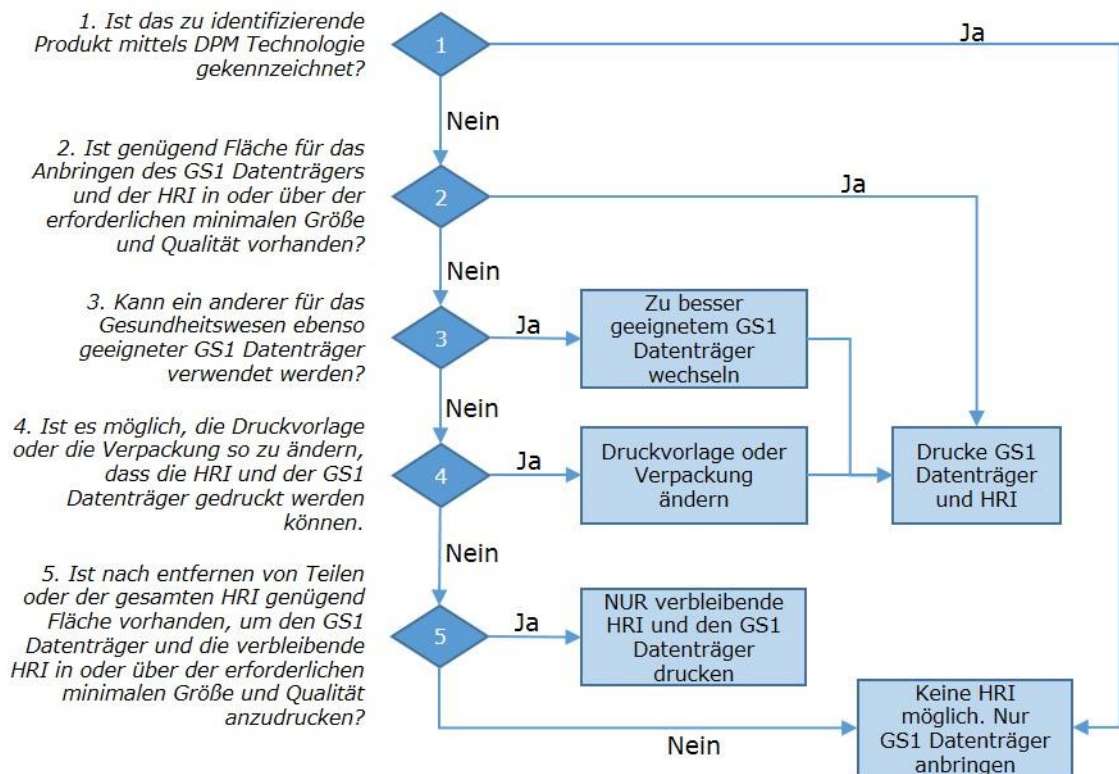 1. Ist das zu identifizierende
Produkt mittels DPM Technologie
gekennzeichnet?
1
Ja
Nein
2. Ist genügend Fläche für das
Anbringen des GS1 Datenträgers
und der HRI in oder über der
erforderlichen minimalen Größe
und Qualität vorhanden?
2
Ja
Nein
3. Kann ein anderer für das
Gesundheitswesen ebenso
geeigneter GS1 Datenträger
verwendet werden?
3
Ja
Zu besser
geeignetem GS1
Datenträger
wechseln
Nein
4. Ist es möglich, die Druckvorlage
oder die Verpackung so zu ändern,
dass die HRI und der GS1
Datenträger gedruckt werden
können.
4
Ja
Druckvorlage oder
Verpackung
ändern
Drucke GS1
Datenträger
und HRI
Nein
5. Ist nach entfernen von Teilen
oder der gesamten HRI genügend
Fläche vorhanden, um den GS1
Datenträger und die verbleibende
HRI in oder über der erforderlichen
minimalen Größe und Qualität
anzudrucken?
5
Ja
NUR verbleibende
HRI und den GS1
Datenträger
drucken
Nein
Keine HRI
möglich. Nur
GS1 Datenträger
anbringen